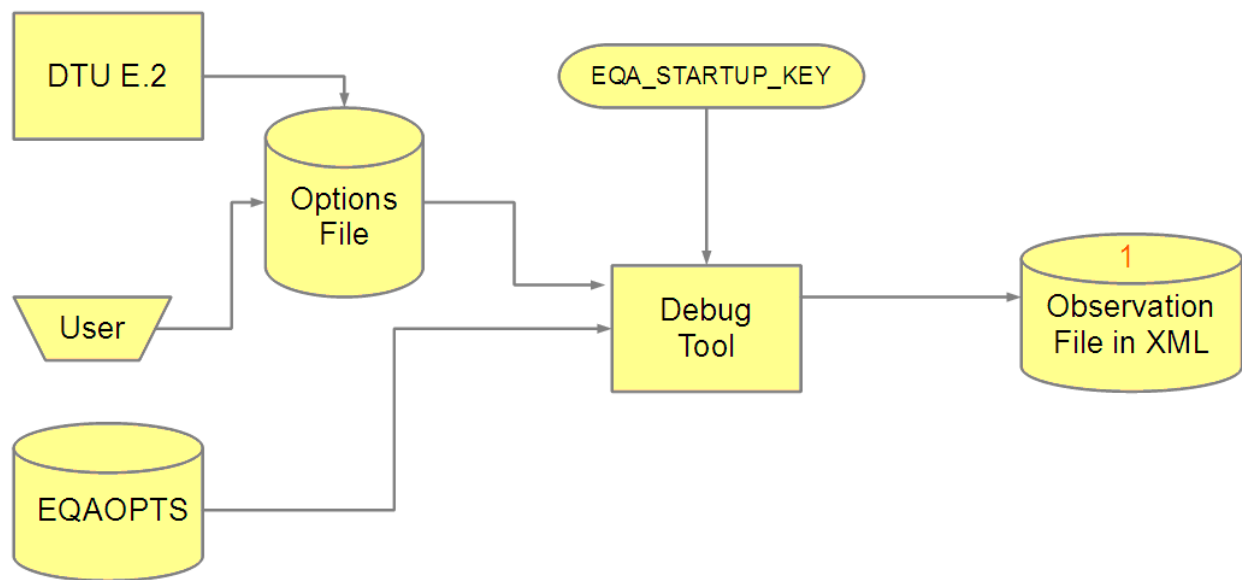 DTU E.2
EQA_STARTUP_KEY
Options
File
1
Observation
File in XML
User
Debug
Tool
EQAOPTS